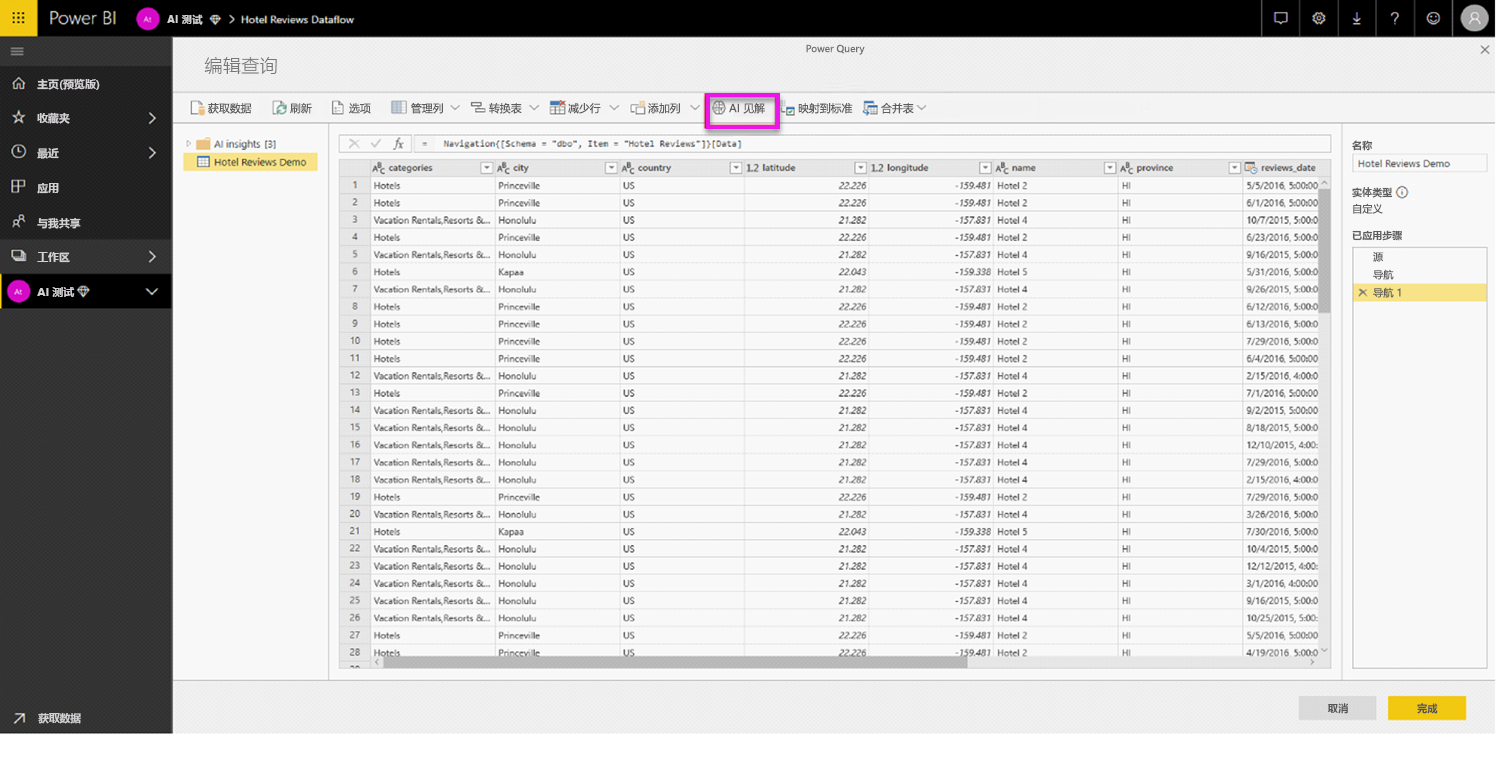 Power BI At AI 测试 > Hotel Reviews Dataflow ?
Power Query
编辑查询
主页(预览版)
收藏夹
最近
应用
与我共享
工作区
At AI 测试
获取数据
获取数据 刷新 选项 管理列 转换表 减少行 添加列 AI 见解 映射到标准 合并表
AI insights [3]
Hotel Reviews Demo
fx = Navigation{[Schema = "dbo", Item = "Hotel Reviews"]}[Data]
categories city country 1.2 latitude 1.2 longitude name province reviews_date
1 Hotels Princeville US 22.226 -159.481 Hotel 2 HI 5/5/2016, 5:00:00
2 Hotels Princeville US 22.226 -159.481 Hotel 2 HI 6/1/2016, 5:00:00
3 Vacation Rentals,Resorts &... Honolulu US 21.282 -157.831 Hotel 4 HI 10/7/2015, 5:00:0
4 Hotels Princeville US 22.226 -159.481 Hotel 2 HI 6/23/2016, 5:00:0
5 Vacation Rentals,Resorts &... Honolulu US 21.282 -157.831 Hotel 4 HI 9/16/2015, 5:00:0
6 Hotels Kapaa US 22.043 -159.338 Hotel 5 HI 5/31/2016, 5:00:0
7 Vacation Rentals,Resorts &... Honolulu US 21.282 -157.831 Hotel 4 HI 9/26/2015, 5:00:0
8 Hotels Princeville US 22.226 -159.481 Hotel 2 HI 6/12/2016, 5:00:0
9 Hotels Princeville US 22.226 -159.481 Hotel 2 HI 6/13/2016, 5:00:0
10 Hotels Princeville US 22.226 -159.481 Hotel 2 HI 7/29/2016, 5:00:0
11 Hotels Princeville US 22.226 -159.481 Hotel 2 HI 6/4/2016, 5:00:00
12 Vacation Rentals,Resorts &... Honolulu US 21.282 -157.831 Hotel 4 HI 2/15/2016, 4:00:0
13 Hotels Princeville US 22.226 -159.481 Hotel 2 HI 7/1/2016, 5:00:00
14 Vacation Rentals,Resorts &... Honolulu US 21.282 -157.831 Hotel 4 HI 9/2/2015, 5:00:00
15 Vacation Rentals,Resorts &... Honolulu US 21.282 -157.831 Hotel 4 HI 8/18/2015, 5:00:0
16 Vacation Rentals,Resorts &... Honolulu US 21.282 -157.831 Hotel 4 HI 12/10/2015, 4:00:
17 Vacation Rentals,Resorts &... Honolulu US 21.282 -157.831 Hotel 4 HI 7/29/2016, 5:00:0
18 Vacation Rentals,Resorts &... Honolulu US 21.282 -157.831 Hotel 4 HI 2/15/2016, 4:00:0
19 Hotels Princeville US 22.226 -159.481 Hotel 2 HI 7/29/2016, 5:00:0
20 Vacation Rentals,Resorts &... Honolulu US 21.282 -157.831 Hotel 4 HI 3/26/2016, 5:00:0
21 Hotels Kapaa US 22.043 -159.338 Hotel 5 HI 7/30/2016, 5:00:0
22 Vacation Rentals,Resorts &... Honolulu US 21.282 -157.831 Hotel 4 HI 10/4/2015, 5:00:0
23 Vacation Rentals,Resorts &... Honolulu US 21.282 -157.831 Hotel 4 HI 12/12/2015, 4:00:
24 Vacation Rentals,Resorts &... Honolulu US 21.282 -157.831 Hotel 4 HI 3/1/2016, 4:00:00
25 Vacation Rentals,Resorts &... Honolulu US 21.282 -157.831 Hotel 4 HI 9/16/2015, 5:00:0
26 Vacation Rentals,Resorts &... Honolulu US 21.282 -157.831 Hotel 4 HI 10/25/2015, 5:00:
27 Hotels Princeville US 22.226 -159.481 Hotel 2 HI 5/5/2016, 5:00:00
28 Hotels Princeville US 22.226 -159.481 Hotel 2 HI 4/19/2016, 5:00:0
名称
Hotel Reviews Demo
实体类型
自定义
已应用步骤
源
导航
导航 1
取消 完成